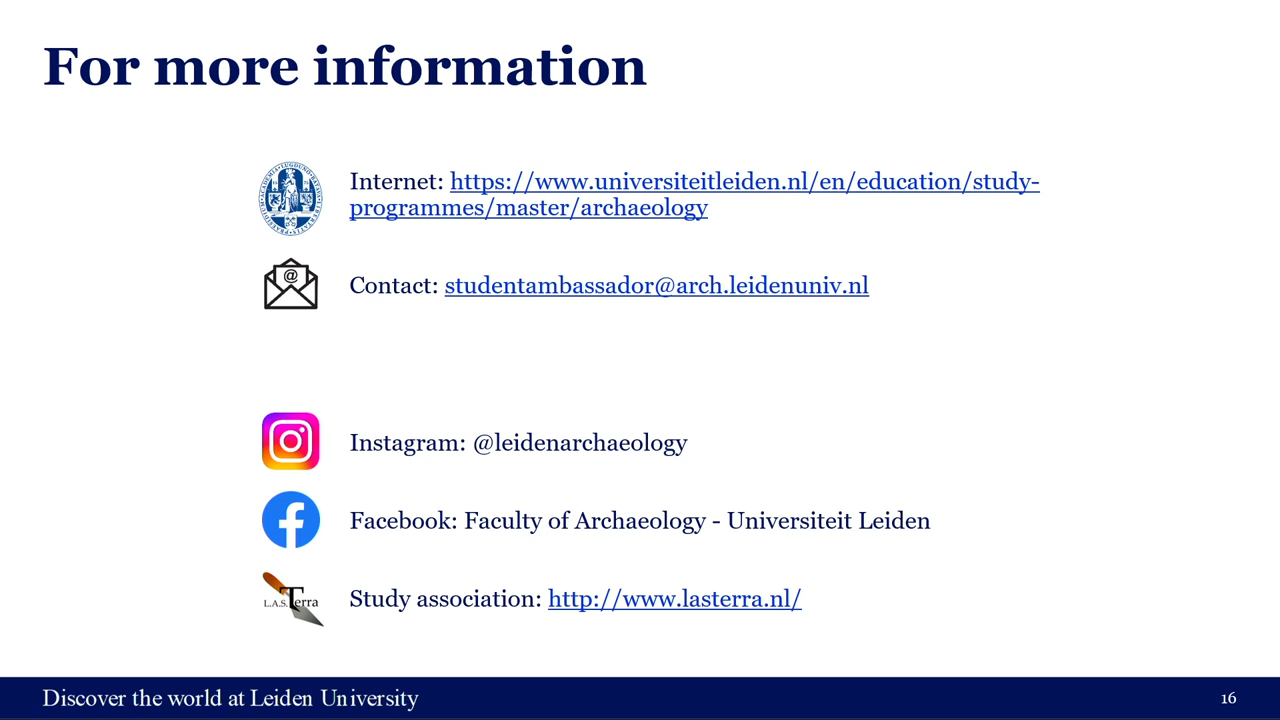 For more information
Internet: https://www.universiteitleiden.nl/en/education/study-
programmes/master/archaeology
@
Contact: studentambassador@arch.leidenuniv.nl
Instagram: @leidenarchaeology
Facebook: Faculty of Archaeology - Universiteit Leiden
L.A.S.Terra
Study association: http://www.lasterra.nl/
Discover the world at Leiden University
16